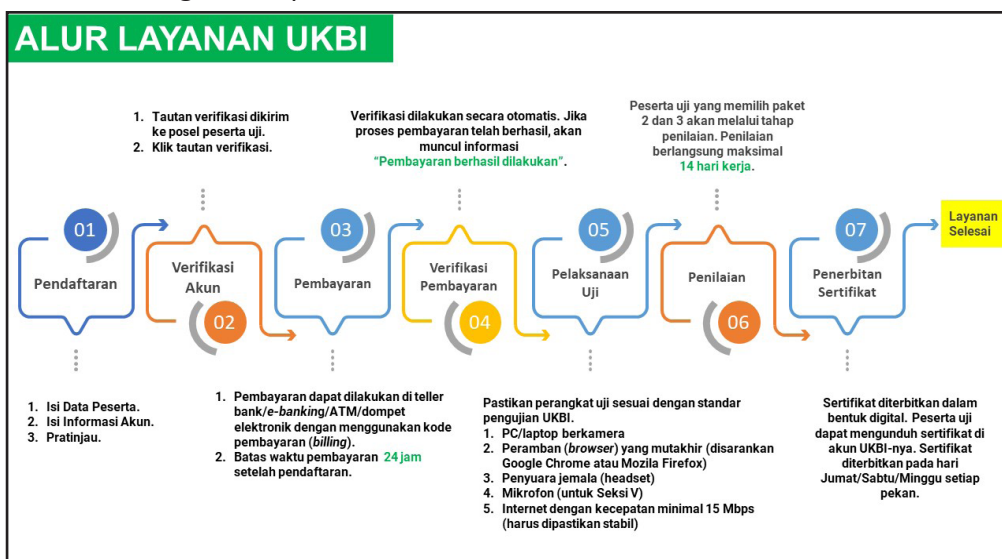 ALUR LAYANAN UKBI
1. Tautan verifikasi dikirim
ke posel peserta uji.
2. Klik tautan verifikasi.
Verifikasi dilakukan secara otomatis. Jika
proses pembayaran telah berhasil, akan
muncul informasi
“Pembayaran berhasil dilakukan”.
Peserta uji yang memilih paket
2 dan 3 akan melalui tahap
penilaian. Penilaian
berlangsung maksimal
14 hari kerja.
01
Pendaftaran
Verifikasi
Akun
02
03
Pembayaran
Verifikasi
Pembayaran
04
05
Pelaksanaan
Uji
Penilaian
06
07
Penerbitan
Sertifikat
Layanan
Selesai
1. Isi Data Peserta.
2. Isi Informasi Akun.
3. Pratinjau.
1. Pembayaran dapat dilakukan di teller
bank/e-banking/ATM/dompet
elektronik dengan menggunakan kode
pembayaran (billing).
2. Batas waktu pembayaran 24 jam
setelah pendaftaran.
Pastikan perangkat uji sesuai dengan standar
pengujian UKBI.
1. PC/laptop berkamera
2. Peramban (browser) yang mutakhir (disarankan
Google Chrome atau Mozila Firefox)
3. Penyuara jemala (headset)
4. Mikrofon (untuk Seksi V)
5. Internet dengan kecepatan minimal 15 Mbps
(harus dipastikan stabil)
Sertifikat diterbitkan dalam
bentuk digital. Peserta uji
dapat mengunduh sertifikat di
akun UKBI-nya. Sertifikat
diterbitkan pada hari
Jumat/Sabtu/Minggu setiap
pekan.